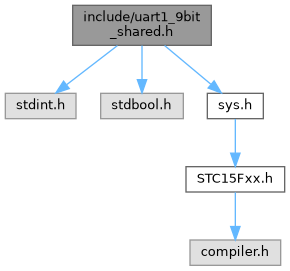 include/uart1_9bit
_shared.h
stdint.h
stdbool.h
sys.h
STC15Fxx.h
compiler.h